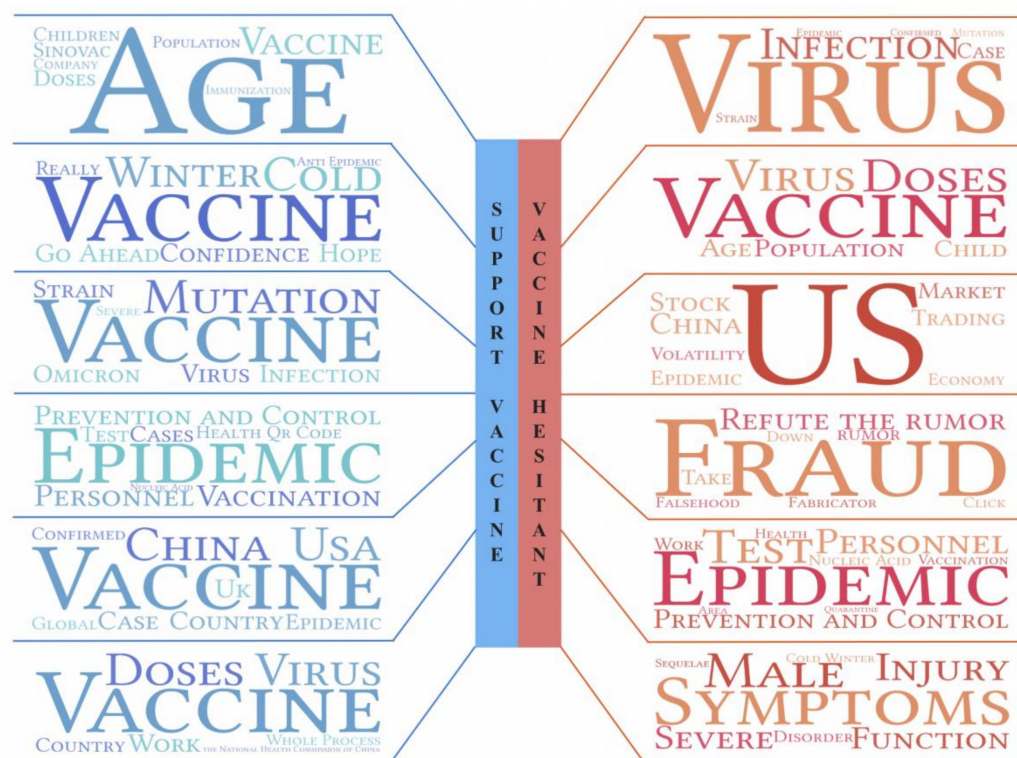 CHILDREN
SINOVAC
COMPANY
DOSES
POPULATION VACCINE
AGE
IMMUNIZATION
REALLY WINTER COLD
ANTI EPIDEMIC
VACCINE
GO AHEAD CONFIDENCE HOPE
STRAIN MUTATION
SEVERE
VACCINE
OMICRON VIRUS INFECTION
PREVENTION AND CONTROL
TEST CASES HEALTH QR CODE
EPIDEMIC
NUCLEIC ACID
PERSONNEL VACCINATION
CONFIRMED CHINA USA
VACCINE
UK
GLOBAL CASE COUNTRY EPIDEMIC
DOSES VIRUS
VACCINE
COUNTRY WORK THE NATIONAL HEALTH COMMISSION OF CHINA WHOLE PROCESS
SUPPORT VACCINE
VACCINE HESITANT
EPIDEMIC CONFIRMED MUTATION
INFECTION CASE
VIRUS
STRAIN
VIRUS DOSES
VACCINE
AGE POPULATION CHILD
STOCK
CHINA
US
MARKET
TRADING
VOLATILITY
EPIDEMIC
ECONOMY
REFUTE THE RUMOR
DOWN RUMOR
FRAUD
TAKE
FALSEHOOD FABRICATOR CLICK
WORK TEST HEALTH PERSONNEL
NUCLEIC ACID VACCINATION
EPIDEMIC
AREA QUARANTINE
PREVENTION AND CONTROL
SEQUELAE MALE COLD WINTER INJURY
SYMPTOMS
SEVERE DISORDER FUNCTION